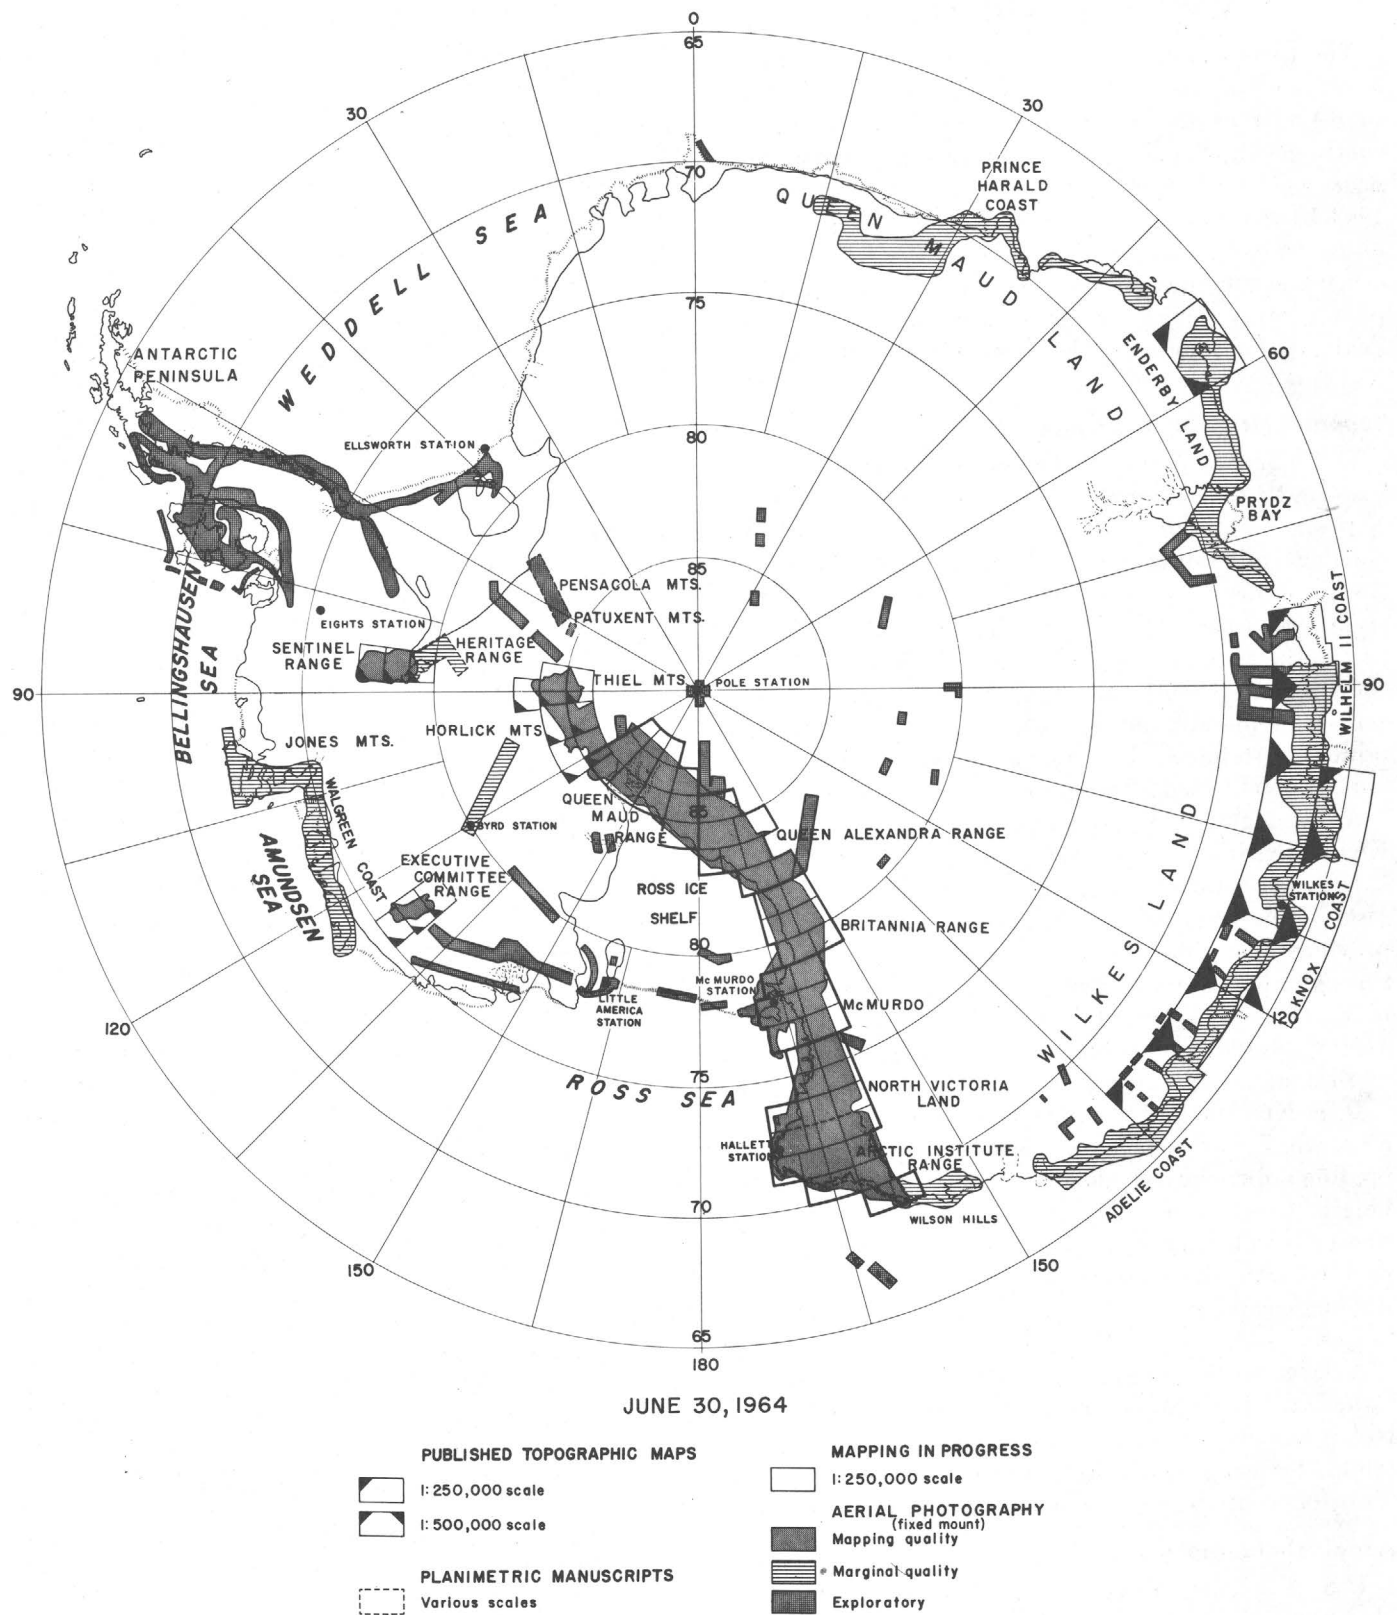 0
65
30
30
PRINCE
HARALD
COAST
70
QUEEN MAUD LAND
WEDDELL SEA
75
ANTARCTIC
PENINSULA
ENDERBY
LAND
60
ELLSWORTH STATION
80
PRYDZ
BAY
85
PENSACOLA MTS.
PATUXENT MTS.
EIGHTS STATION
SENTINEL
RANGE
HERITAGE
RANGE
BELLINGSHAUSEN
SEA
WILHELM II COAST
THIEL MTS.
POLE STATION
90
90
HORLICK MTS
JONES MTS.
WALGREEN COAST
QUEEN
MAUD
RANGE
85
BYRD STATION
QUEEN ALEXANDRA RANGE
AMUNDSEN
SEA
EXECUTIVE
COMMITTEE
RANGE
ROSS ICE
SHELF
WILKES
STATION
KNOX COAST
BRITANNIA RANGE
WILKES LAND
80
McMURDO
STATION
LITTLE
AMERICA
STATION
McMURDO
120
120
75
ROSS SEA
NORTH VICTORIA
LAND
HALLETT
STATION
ARCTIC INSTITUTE
RANGE
ADELIE COAST
70
WILSON HILLS
150
150
65
180
JUNE 30, 1964
PUBLISHED TOPOGRAPHIC MAPS
1:250,000 scale
1:500,000 scale
PLANIMETRIC MANUSCRIPTS
Various scales
MAPPING IN PROGRESS
1:250,000 scale
AERIAL PHOTOGRAPHY
(fixed mount)
Mapping quality
Marginal quality
Exploratory